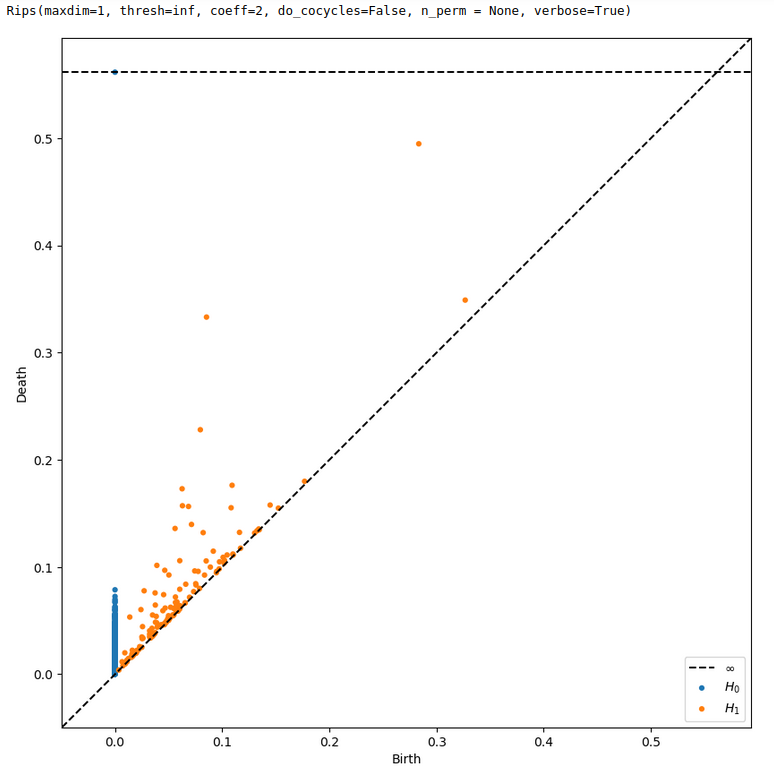 Rips(maxdim=1, thresh=inf, coeff=2, do_cocycles=False, n_perm = None, verbose=True)
0.5
0.4
0.3
0.2
0.1
0.0
Death
∞
H₀
H₁
0.0 0.1 0.2 0.3 0.4 0.5
Birth